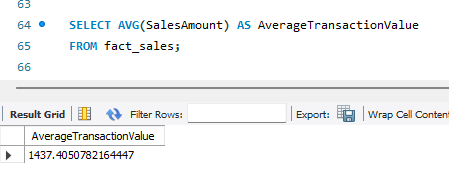 63
64 SELECT AVG(SalesAmount) AS AverageTransactionValue
65 FROM fact_sales;
66
Result Grid Filter Rows: Export: Wrap Cell Conten
AverageTransactionValue
1437.4050782164447